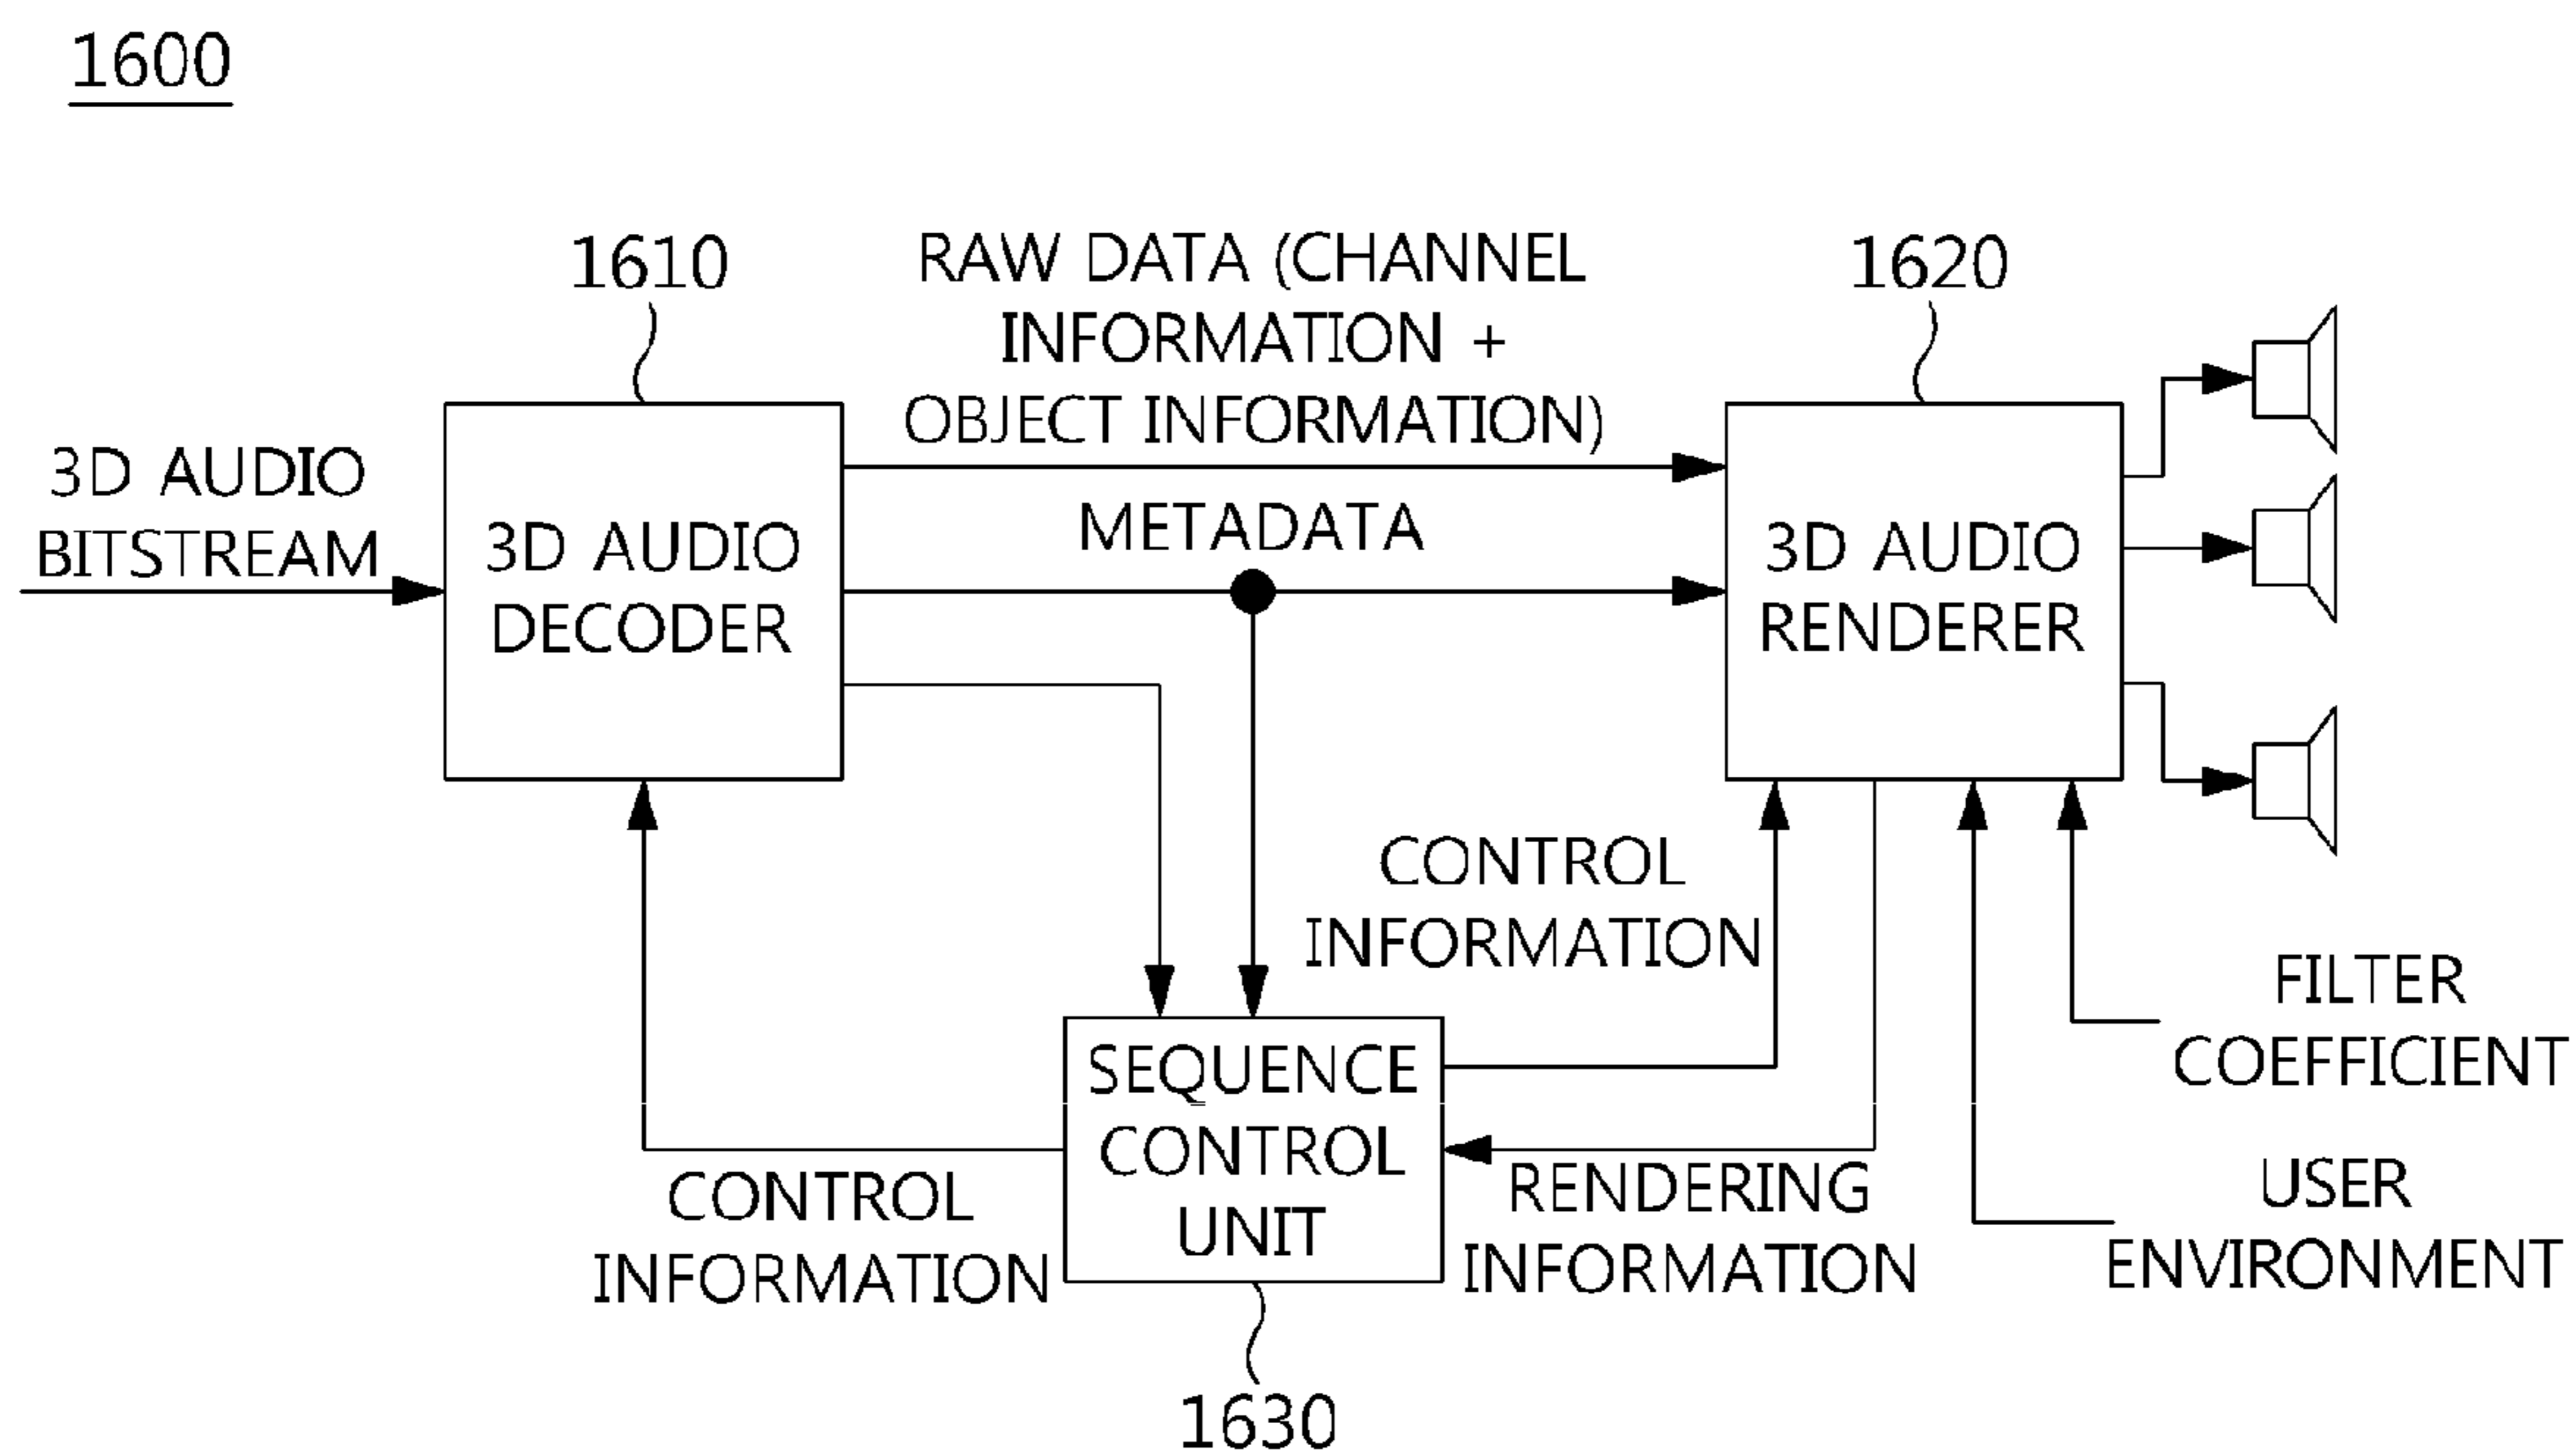 1600
1610
RAW DATA (CHANNEL
INFORMATION +
OBJECT INFORMATION)
1620
3D AUDIO
BITSTREAM
3D AUDIO
DECODER
METADATA
3D AUDIO
RENDERER
CONTROL
INFORMATION
FILTER
COEFFICIENT
SEQUENCE
CONTROL
UNIT
CONTROL
INFORMATION
RENDERING
INFORMATION
USER
ENVIRONMENT
1630